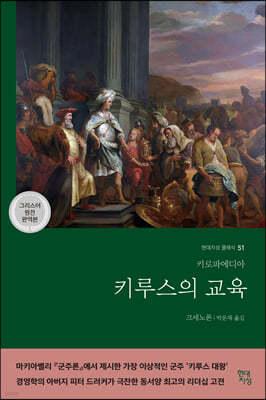 그리스어
원전
완역본
현대지성 클래식 51
키로파에디아
키루스의 교육
크세노폰 | 박문재 옮김
마키아벨리 『군주론』에서 제시한 가장 이상적인 군주 '키루스 대왕'
경영학의 아버지 피터 드러커가 극찬한 동서양 최고의 리더십 고전
현대
지성